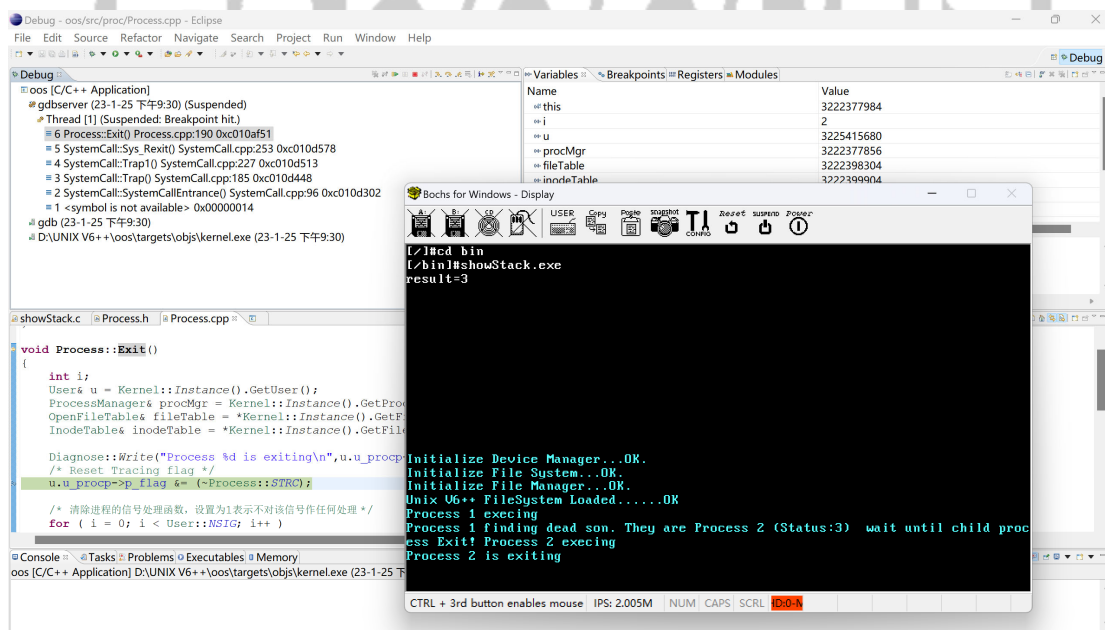 Debug - oos/src/proc/Process.cpp - Eclipse
File Edit Source Refactor Navigate Search Project Run Window Help
Debug
Debug
oos [C/C++ Application]
gdbserver (23-1-25 下午9:30) (Suspended)
Thread [1] (Suspended: Breakpoint hit.)
6 Process::Exit() Process.cpp:190 0xc010af51
5 SystemCall::Sys_Rexit() SystemCall.cpp:253 0xc010d578
4 SystemCall::Trap1() SystemCall.cpp:227 0xc010d513
3 SystemCall::Trap() SystemCall.cpp:185 0xc010d448
2 SystemCall::SystemCallEntrance() SystemCall.cpp:96 0xc010d302
1 <symbol is not available> 0x00000014
gdb (23-1-25 下午9:30)
D:\UNIX V6++\oos\targets\objs\kernel.exe (23-1-25 下午9:30)
Variables Breakpoints Registers Modules
Name Value
this 3222377984
i 2
u 3225415680
procMgr 3222377856
fileTable 3222398304
inodeTable 3222399904
Bochs for Windows - Display
A: B: CD USER Copy Paste snapshot CONFIG Reset SUSPEND Power
[/]#cd bin
[/bin]#showStack.exe
result=3
Initialize Device Manager...OK.
Initialize File System...OK.
Initialize File Manager...OK.
Unix V6++ FileSystem Loaded......OK
Process 1 execing
Process 1 finding dead son. They are Process 2 (Status:3) wait until child proc
ess Exit! Process 2 execing
Process 2 is exiting
CTRL + 3rd button enables mouse IPS: 2.005M NUM CAPS SCRL HD:0-M
showStack.c Process.h Process.cpp
void Process::Exit()
{
int i;
User& u = Kernel::Instance().GetUser();
ProcessManager& procMgr = Kernel::Instance().GetProc
OpenFileTable& fileTable = *Kernel::Instance().GetFi
InodeTable& inodeTable = *Kernel::Instance().GetFile
Diagnose::Write("Process %d is exiting\n",u.u_procp-
/* Reset Tracing flag */
u.u_procp->p_flag &= (~Process::STRC);
/* 清除进程的信号处理函数，设置为1表示不对该信号作任何处理 */
for ( i = 0; i < User::NSIG; i++ )
Console Tasks Problems Executables Memory
oos [C/C++ Application] D:\UNIX V6++\oos\targets\objs\kernel.exe (23-1-25 下